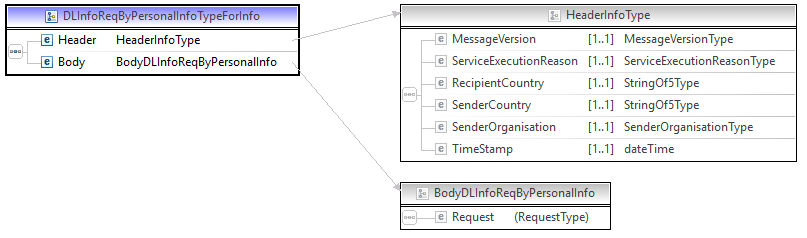 DLInfoReqByPersonalInfoTypeForInfo
Header HeaderInfoType
Body BodyDLInfoReqByPersonalInfo
HeaderInfoType
MessageVersion [1..1] MessageVersionType
ServiceExecutionReason [1..1] ServiceExecutionReasonType
RecipientCountry [1..1] StringOf5Type
SenderCountry [1..1] StringOf5Type
SenderOrganisation [1..1] SenderOrganisationType
TimeStamp [1..1] dateTime
BodyDLInfoReqByPersonalInfo
Request (RequestType)